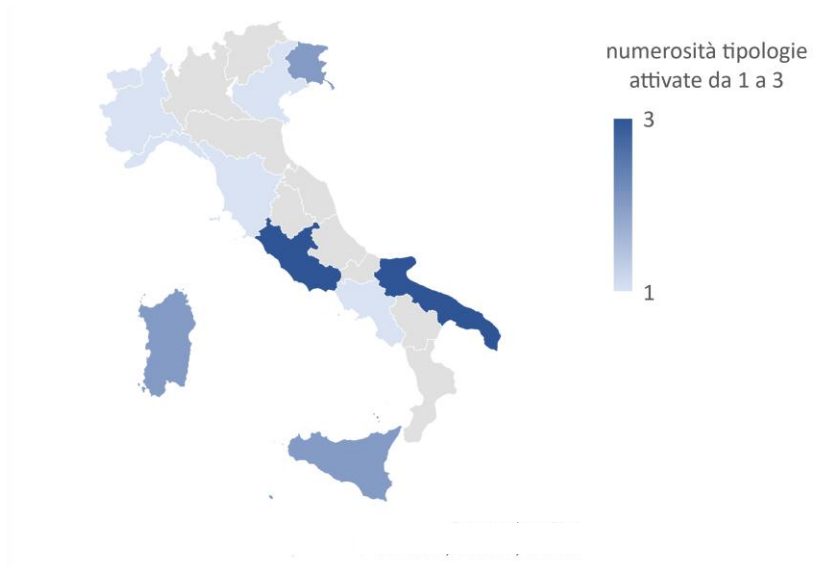 numerosità tipologie
attivate da 1 a 3
3
1